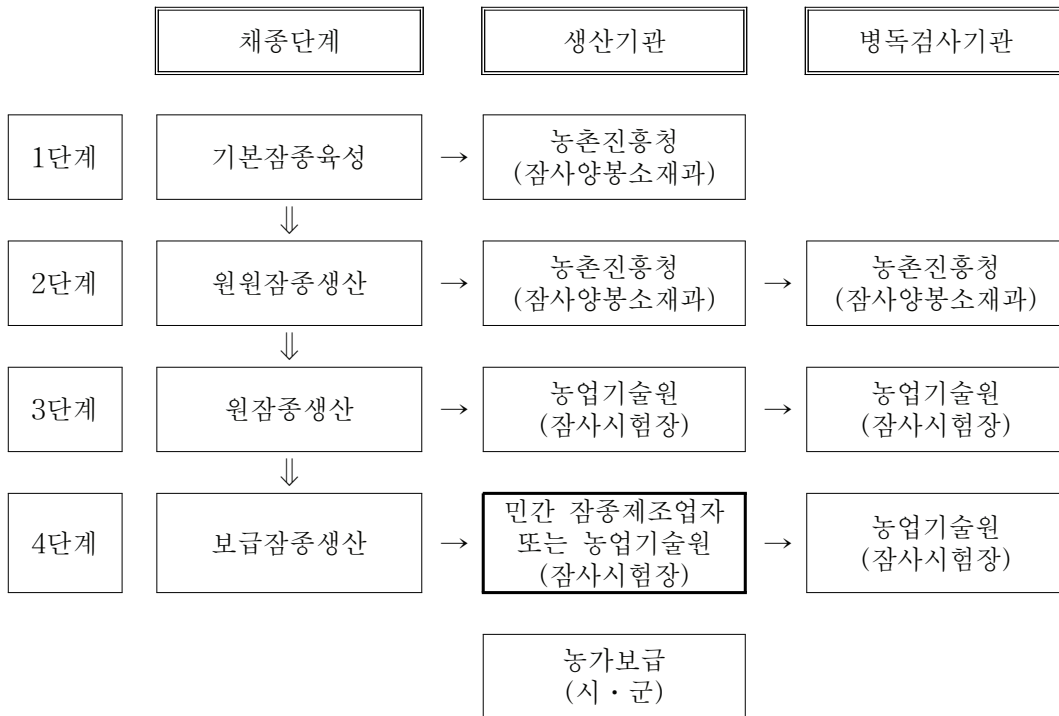 채종단계 생산기관 병독검사기관
1단계 기본잠종육성 → 농촌진흥청
(잠사양봉소재과)
⇓
2단계 원원잠종생산 → 농촌진흥청
(잠사양봉소재과) → 농촌진흥청
(잠사양봉소재과)
⇓
3단계 원잠종생산 → 농업기술원
(잠사시험장) → 농업기술원
(잠사시험장)
⇓
4단계 보급잠종생산 → 민간 잠종제조업자
또는 농업기술원
(잠사시험장) → 농업기술원
(잠사시험장)
농가보급
(시・군)